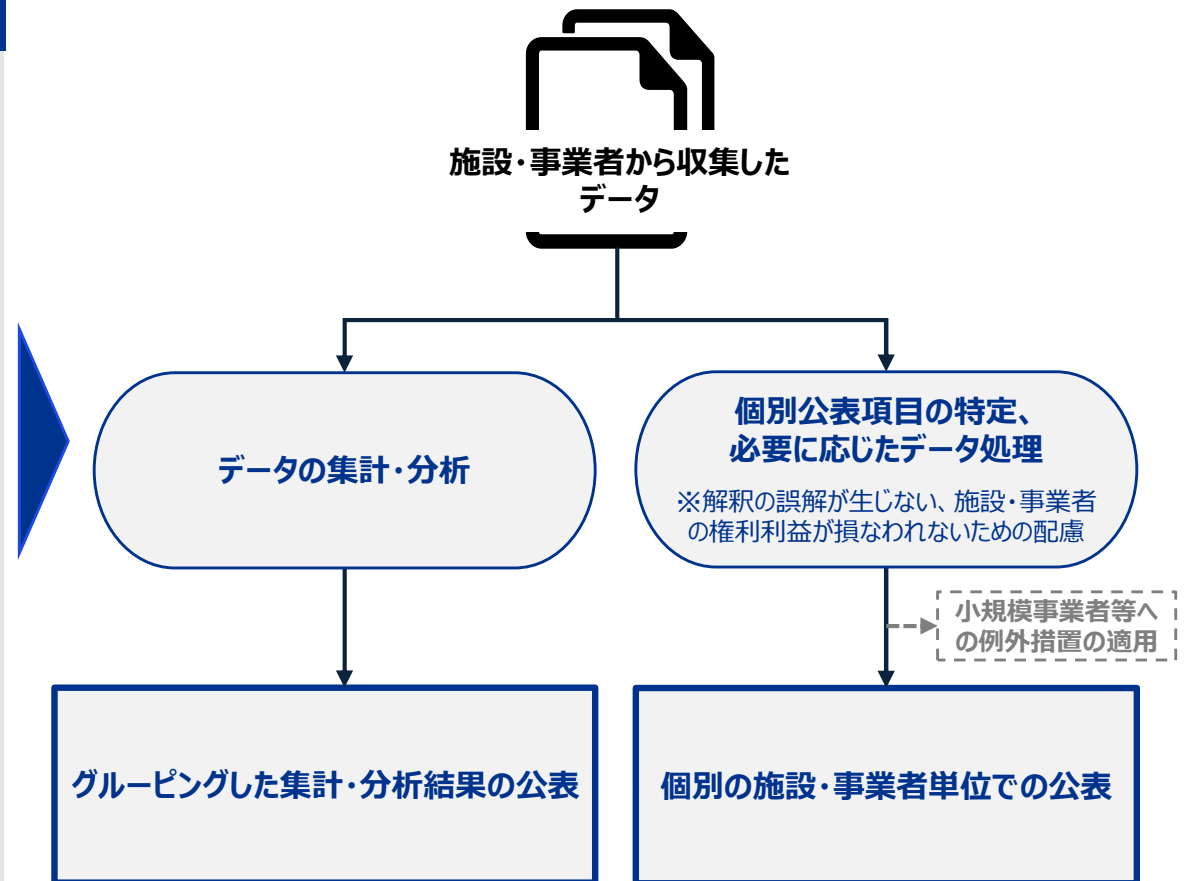 施設・事業者から収集した
データ
データの集計・分析
個別公表項目の特定、
必要に応じたデータ処理
※解釈の誤解が生じない、施設・事業者
の権利利益が損なわれないための配慮
小規模事業者等へ
の例外措置の適用
グルーピングした集計・分析結果の公表
個別の施設・事業者単位での公表